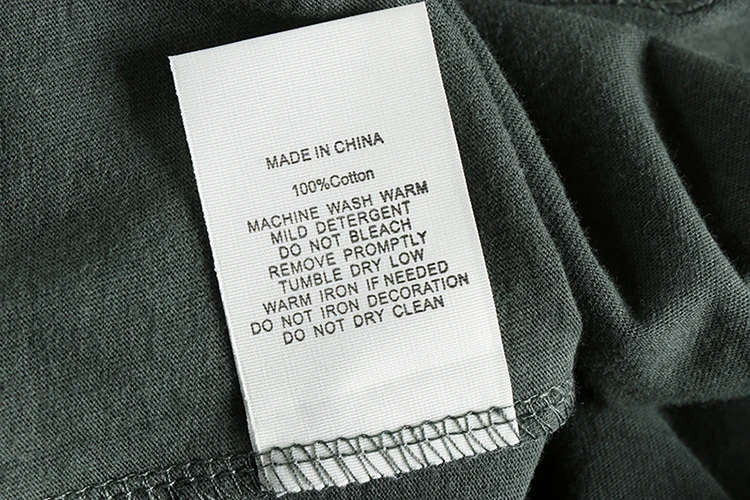 MADE IN CHINA
100%Cotton
MACHINE WASH WARM
MILD DETERGENT
DO NOT BLEACH
REMOVE PROMPTLY
TUMBLE DRY LOW
WARM IRON IF NEEDED
DO NOT IRON DECORATION
DO NOT DRY CLEAN